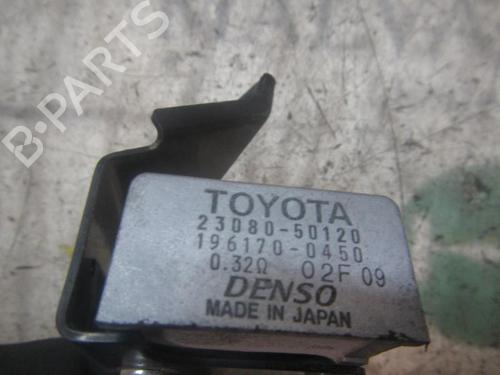 B-PARTS
TOYOTA
23080-50120
196170-0450
0.32Ω 02F 09
DENSO
MADE IN JAPAN